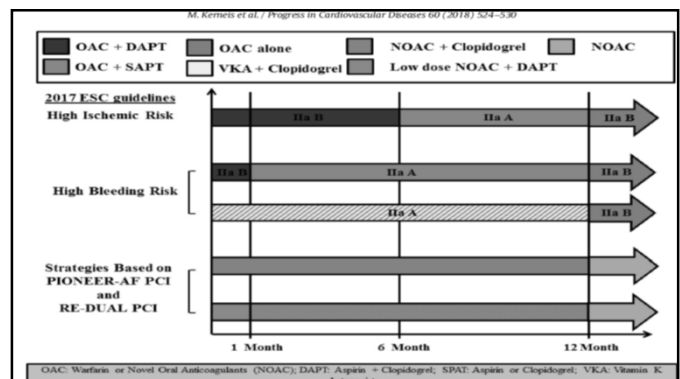 M. Kerneis et al. / Progress in Cardiovascular Diseases 60 (2018) 524–530
OAC + DAPT
OAC alone
NOAC + Clopidogrel
NOAC
OAC + SAPT
VKA + Clopidogrel
Low dose NOAC + DAPT
2017 ESC guidelines
High Ischemic Risk
IIa B
IIa A
IIa B
High Bleeding Risk
IIa B
IIa A
IIa B
IIa A
IIa B
Strategies Based on
PIONEER-AF PCI
and
RE-DUAL PCI
1 Month
6 Month
12 Month
OAC: Warfarin or Novel Oral Anticoagulants (NOAC); DAPT: Aspirin + Clopidogrel; SPAT: Aspirin or Clopidogrel; VKA: Vitamin K